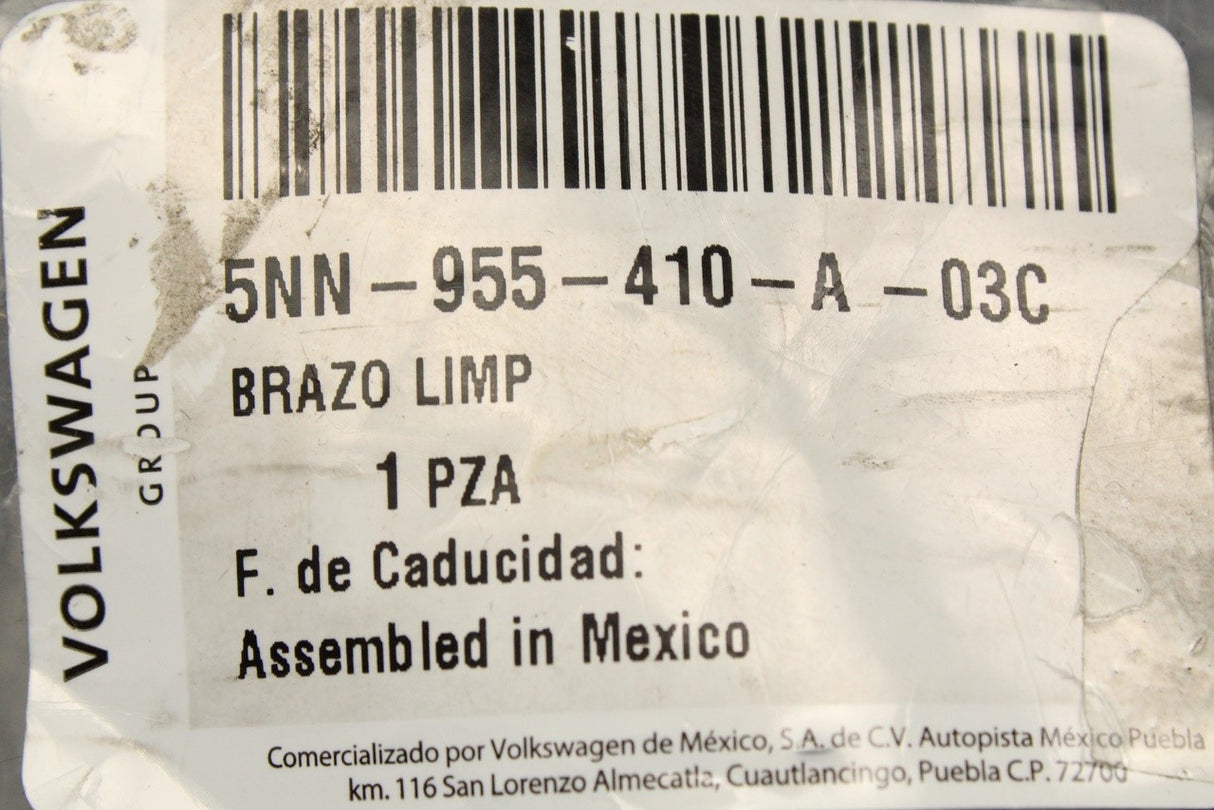 VOLKSWAGEN
GROUP
5NN-955-410-A -03C
BRAZO LIMP
1 PZA
F. de Caducidad:
Assembled in Mexico
Comercializado por Volkswagen de México, S.A. de C.V. Autopista México Puebla
km. 116 San Lorenzo Almecatla, Cuautlancingo, Puebla C.P. 72700